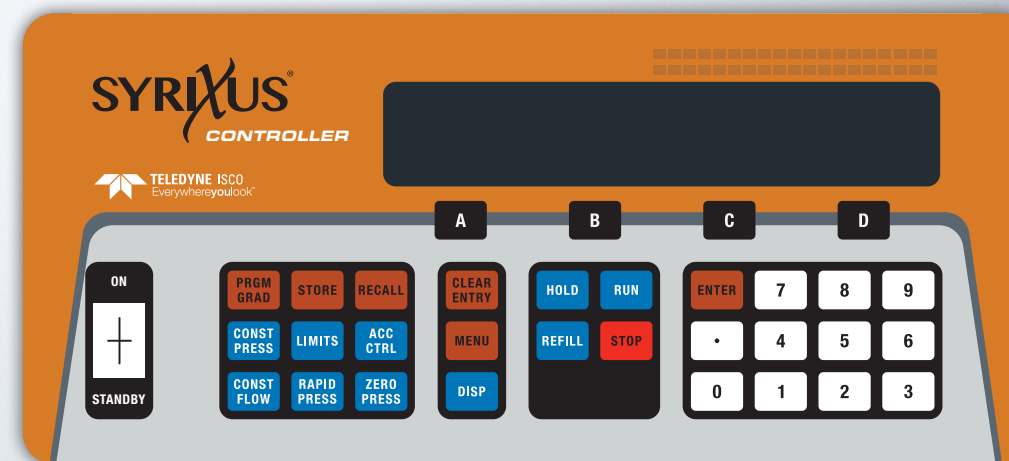 SYRIXUS®
CONTROLLER
TELEDYNE ISCO
Everywhereyoulook™
A B C D
ON
STANDBY
PRGM GRAD
STORE
RECALL
CONST PRESS
LIMITS
ACC CTRL
CONST FLOW
RAPID PRESS
ZERO PRESS
CLEAR ENTRY
MENU
DISP
HOLD
RUN
REFILL
STOP
ENTER 7 8 9
. 4 5 6
0 1 2 3